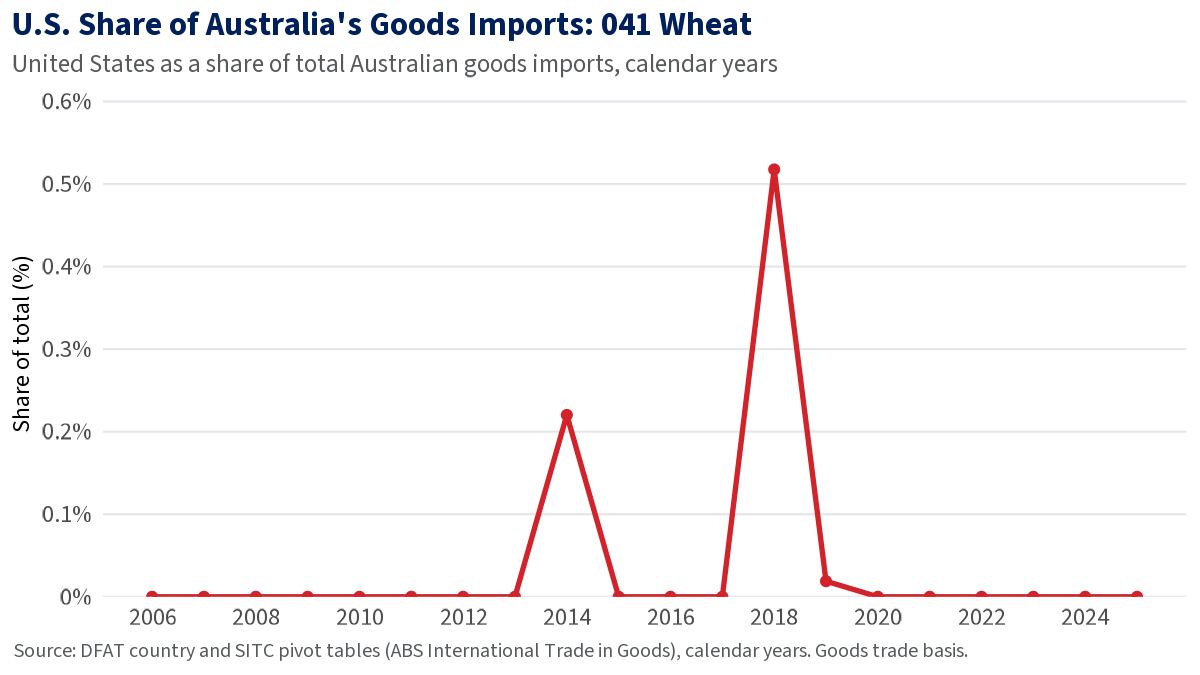 U.S. Share of Australia's Goods Imports: 041 Wheat
United States as a share of total Australian goods imports, calendar years
0.6%
0.5%
0.4%
0.3%
0.2%
0.1%
0%
Share of total (%)
2006 2008 2010 2012 2014 2016 2018 2020 2022 2024
Source: DFAT country and SITC pivot tables (ABS International Trade in Goods), calendar years. Goods trade basis.